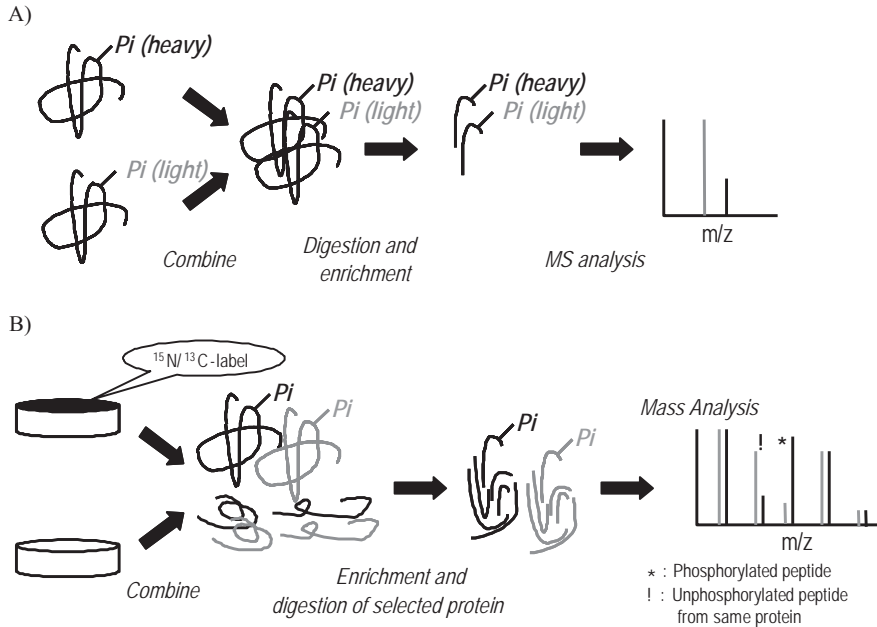 A)
Pi (heavy)
Pi (heavy)
Pi (light)
Pi (heavy)
Pi (light)
Pi (light)
m/z
Combine
Digestion and
enrichment
MS analysis
B)
15N/ 13C-label
Pi
Pi
Mass Analysis
Pi
Pi
! *
m/z
Combine
Enrichment and
digestion of selected protein
* : Phosphorylated peptide
! : Unphosphorylated peptide
from same protein